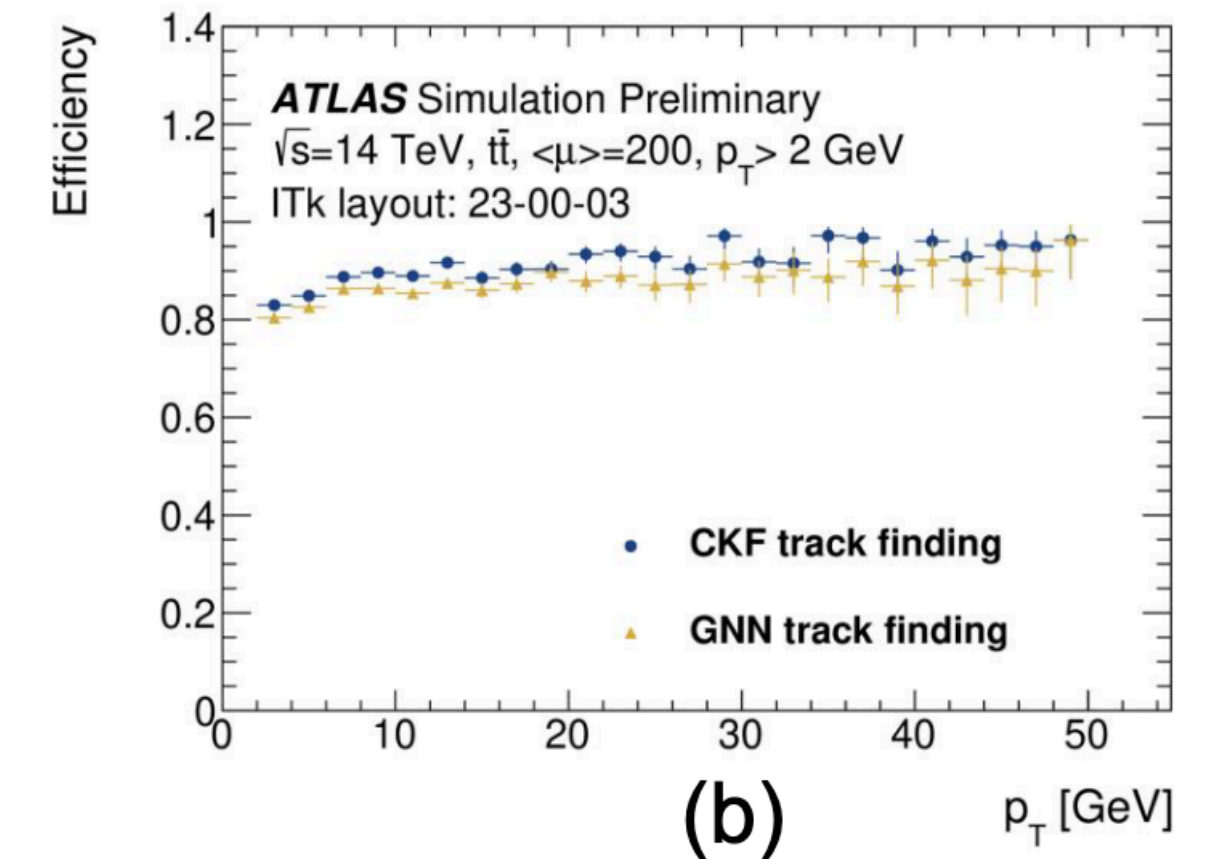 Efficiency
1.4
1.2
1
0.8
0.6
0.4
0.2
0
ATLAS Simulation Preliminary
√s=14 TeV, tt̄, <μ>=200, pT> 2 GeV
ITk layout: 23-00-03
CKF track finding
GNN track finding
0 10 20 30 40 50
pT [GeV]
(b)